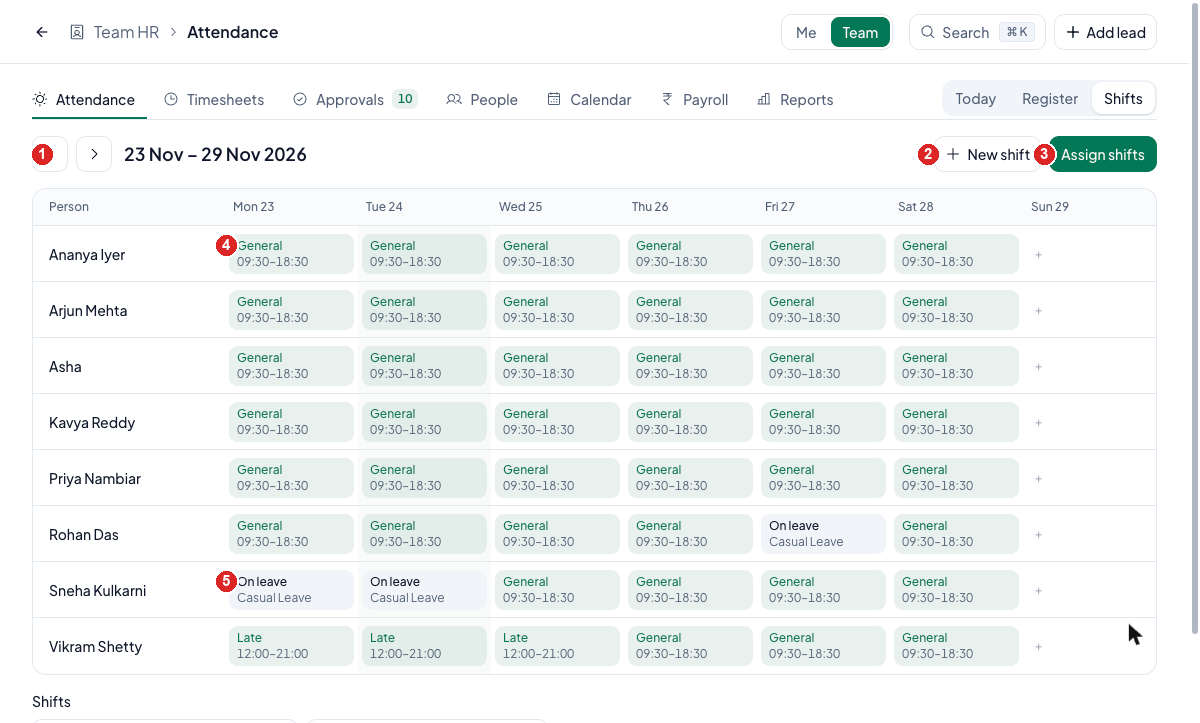 Team HR > Attendance
Me Team
Search ⌘ K
+ Add lead
Attendance Timesheets Approvals 10 People Calendar Payroll Reports
Today Register Shifts
1 23 Nov – 29 Nov 2026
2 + New shift 3 Assign shifts
Person Mon 23 Tue 24 Wed 25 Thu 26 Fri 27 Sat 28 Sun 29
4 General General General General General General
Ananya Iyer +
09:30–18:30 09:30–18:30 09:30–18:30 09:30–18:30 09:30–18:30 09:30–18:30
General General General General General General
Arjun Mehta +
09:30–18:30 09:30–18:30 09:30–18:30 09:30–18:30 09:30–18:30 09:30–18:30
General General General General General General
Asha +
09:30–18:30 09:30–18:30 09:30–18:30 09:30–18:30 09:30–18:30 09:30–18:30
General General General General General General
Kavya Reddy +
09:30–18:30 09:30–18:30 09:30–18:30 09:30–18:30 09:30–18:30 09:30–18:30
General General General General General General
Priya Nambiar +
09:30–18:30 09:30–18:30 09:30–18:30 09:30–18:30 09:30–18:30 09:30–18:30
General General General General On leave General
Rohan Das +
09:30–18:30 09:30–18:30 09:30–18:30 09:30–18:30 Casual Leave 09:30–18:30
5 On leave On leave General General General General
Sneha Kulkarni +
Casual Leave Casual Leave 09:30–18:30 09:30–18:30 09:30–18:30 09:30–18:30
Late Late Late General General General
Vikram Shetty +
12:00–21:00 12:00–21:00 12:00–21:00 09:30–18:30 09:30–18:30 09:30–18:30
Shifts